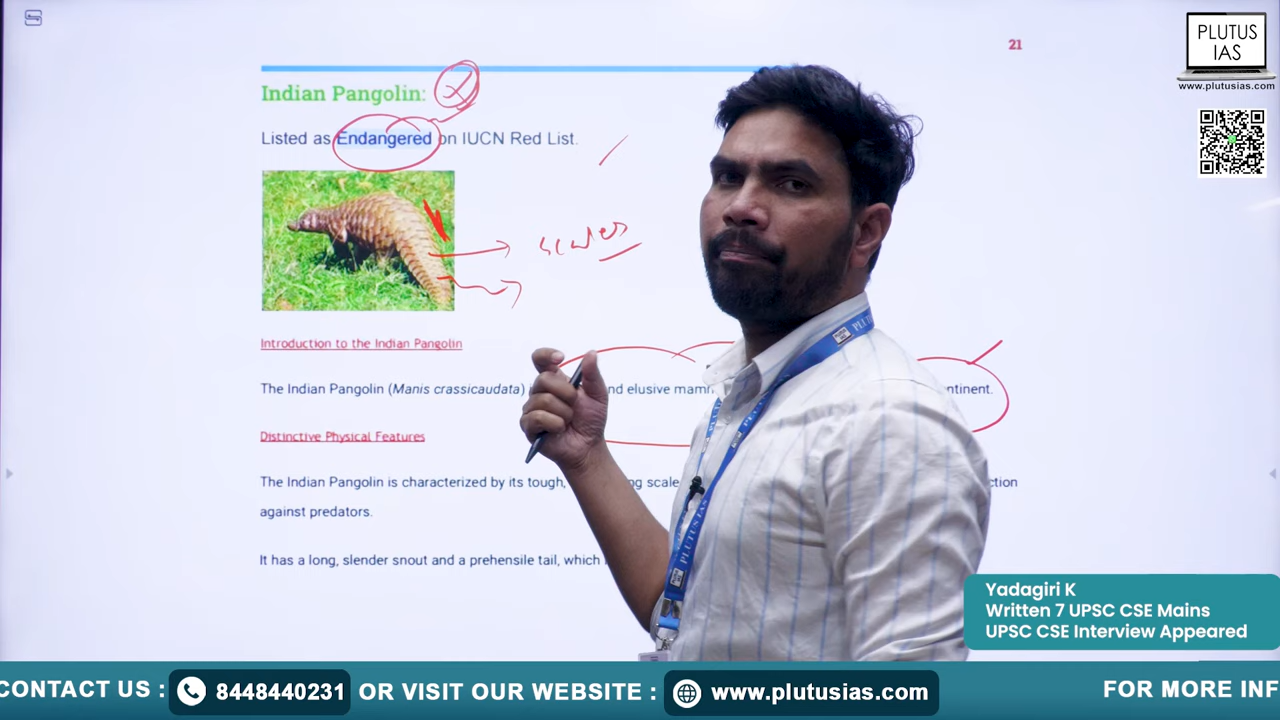 21
PLUTUS
IAS
www.plutusias.com
Indian Pangolin:
Listed as Endangered on IUCN Red List.
scales
Introduction to the Indian Pangolin
The Indian Pangolin (Manis crassicaudata) nd elusive mam ntinent.
Distinctive Physical Features
The Indian Pangolin is characterized by its tough, ng scale ction
against predators.
It has a long, slender snout and a prehensile tail, which
PLUTUS IAS
Yadagiri K
Written 7 UPSC CSE Mains
UPSC CSE Interview Appeared
CONTACT US : 8448440231 OR VISIT OUR WEBSITE : www.plutusias.com FOR MORE INF